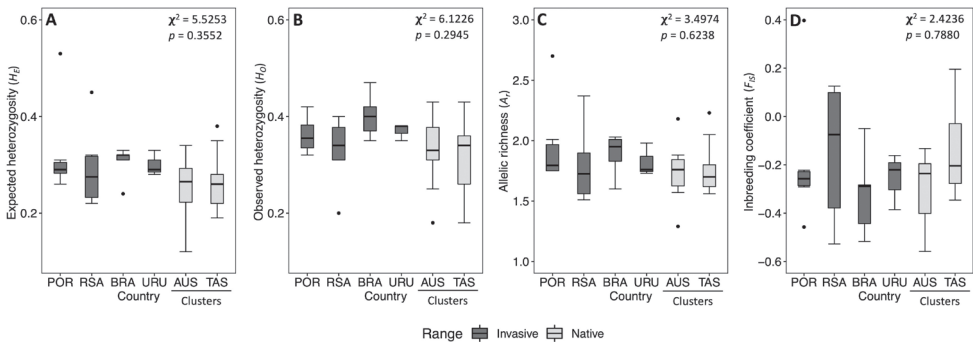 A
χ² = 5.5253
p = 0.3552
Expected heterozygosity (HE)
0.6
0.4
0.2
POR RSA BRA URU AUS TAS
Country Clusters
B
χ² = 6.1226
p = 0.2945
Observed heterozygosity (HO)
0.6
0.4
0.2
POR RSA BRA URU AUS TAS
Country Clusters
C
χ² = 3.4974
p = 0.6238
Allelic richness (Ar)
3.0
2.5
2.0
1.5
1.0
POR RSA BRA URU AUS TAS
Country Clusters
D
χ² = 2.4236
p = 0.7880
Inbreeding coefficient (FIS)
0.4
0.2
0.0
−0.2
−0.4
−0.6
POR RSA BRA URU AUS TAS
Country Clusters
Range Invasive Native